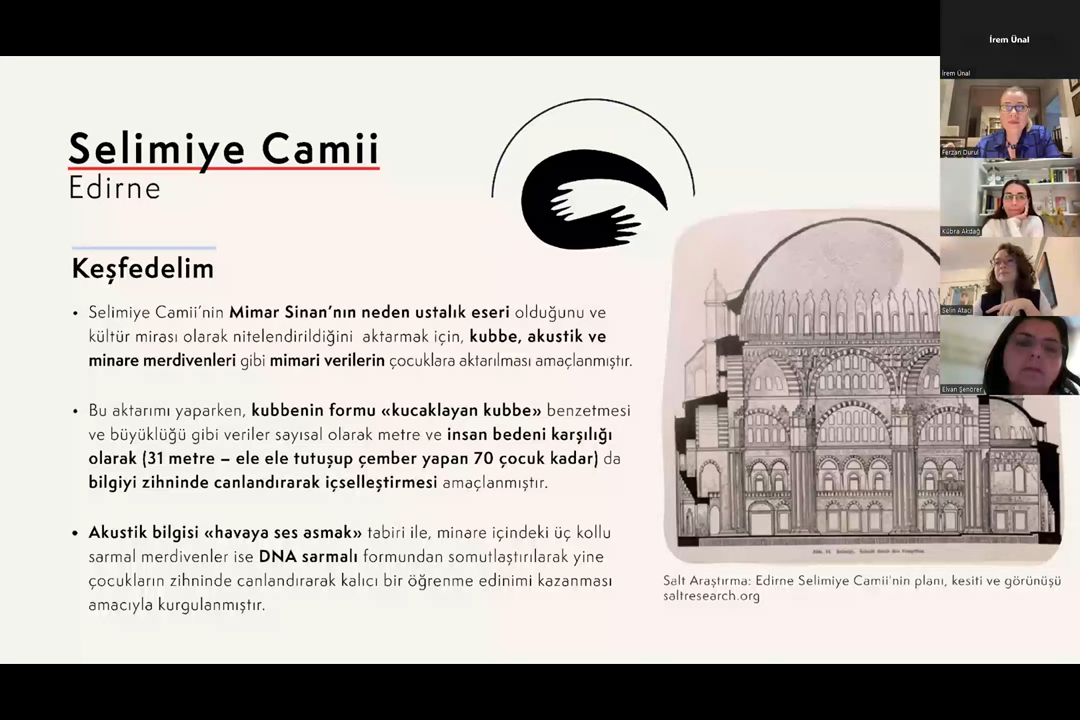 Selimiye Camii
Edirne
Keşfedelim
• Selimiye Camii'nin Mimar Sinan'nın neden ustalık eseri olduğunu ve
kültür mirası olarak nitelendirildiğini aktarmak için, kubbe, akustik ve
minare merdivenleri gibi mimari verilerin çocuklara aktarılması amaçlanmıştır.
• Bu aktarımı yaparken, kubbenin formu «kucaklayan kubbe» benzetmesi
ve büyüklüğü gibi veriler sayısal olarak metre ve insan bedeni karşılığı
olarak (31 metre – ele ele tutuşup çember yapan 70 çocuk kadar) da
bilgiyi zihninde canlandırarak içselleştirmesi amaçlanmıştır.
• Akustik bilgisi «havaya ses asmak» tabiri ile, minare içindeki üç kollu
sarmal merdivenler ise DNA sarmalı formundan somutlaştırılarak yine
çocukların zihninde canlandırarak kalıcı bir öğrenme edinimi kazanması
amacıyla kurgulanmıştır.
Salt Araştırma: Edirne Selimiye Camii'nin planı, kesiti ve görünüşü
saltresearch.org
İrem Ünal
İrem Ünal
Ferzan Durul
Kübra Akdağ
Selin Atacı
Elvan Şenörer